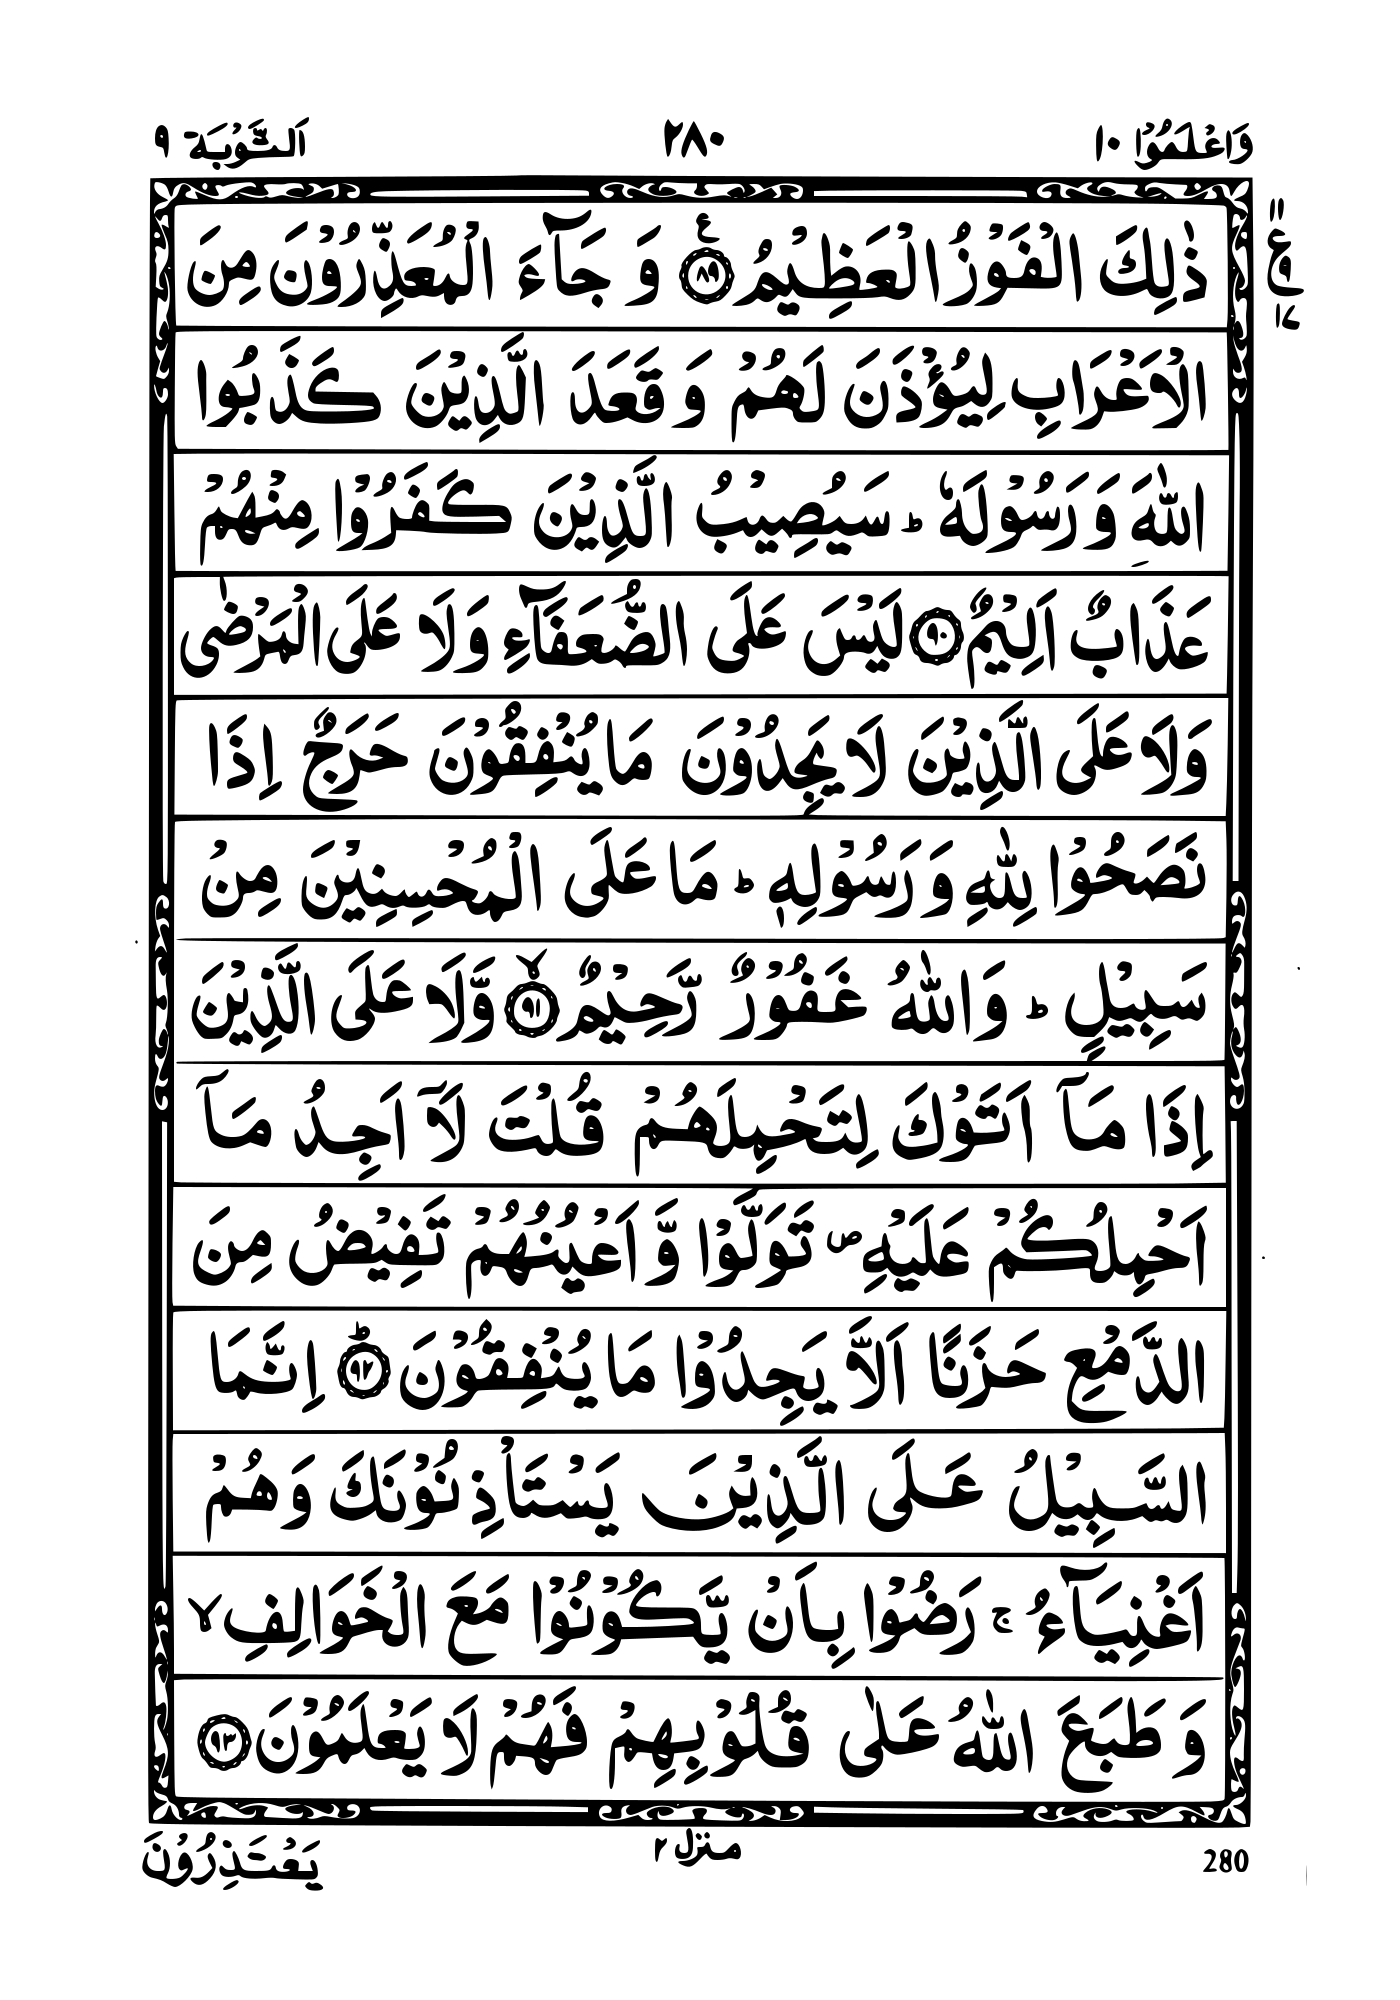 وَاعْلَمُوْٓا ١٠ ٢٨٠ اَلتَّوْبَة ٩
ذٰلِكَ الْفَوْزُ الْعَظِيْمُ ﴿٨٩﴾ ع وَ جَآءَ الْمُعَذِّرُوْنَ مِنَ
١١ ع ٩ ١٧
الْاَعْرَابِ لِيُؤْذَنَ لَهُمْ وَ قَعَدَ الَّذِيْنَ كَذَبُوا
اللّٰهَ وَ رَسُوْلَهٗ ؕ سَيُصِيْبُ الَّذِيْنَ كَفَرُوْا مِنْهُمْ
عَذَابٌ اَلِيْمٌ ﴿٩٠﴾ لَيْسَ عَلَى الضُّعَفَآءِ وَلَا عَلَى الْمَرْضٰى
وَلَا عَلَى الَّذِيْنَ لَا يَجِدُوْنَ مَا يُنْفِقُوْنَ حَرَجٌ اِذَا
نَصَحُوْا لِلّٰهِ وَ رَسُوْلِهٖ ؕ مَا عَلَى الْمُحْسِنِيْنَ مِنْ
سَبِيْلٍ ؕ وَاللّٰهُ غَفُوْرٌ رَّحِيْمٌ ﴿٩١﴾ ۙ وَّلَا عَلَى الَّذِيْنَ
اِذَا مَآ اَتَوْكَ لِتَحْمِلَهُمْ قُلْتَ لَآ اَجِدُ مَآ
اَحْمِلُكُمْ عَلَيْهِ ص تَوَلَّوْا وَّ اَعْيُنُهُمْ تَفِيْضُ مِنَ
الدَّمْعِ حَزَنًا اَلَّا يَجِدُوْا مَا يُنْفِقُوْنَ ﴿٩٢﴾ ؕ اِنَّمَا
السَّبِيْلُ عَلَى الَّذِيْنَ يَسْتَاْذِنُوْنَكَ وَهُمْ
اَغْنِيَآءُ ۚ رَضُوْا بِاَنْ يَّكُوْنُوْا مَعَ الْخَوَالِفِ ۙ
وَ طَبَعَ اللّٰهُ عَلٰى قُلُوْبِهِمْ فَهُمْ لَا يَعْلَمُوْنَ ﴿٩٣﴾
يَعْتَذِرُوْنَ منزل ٢ 280